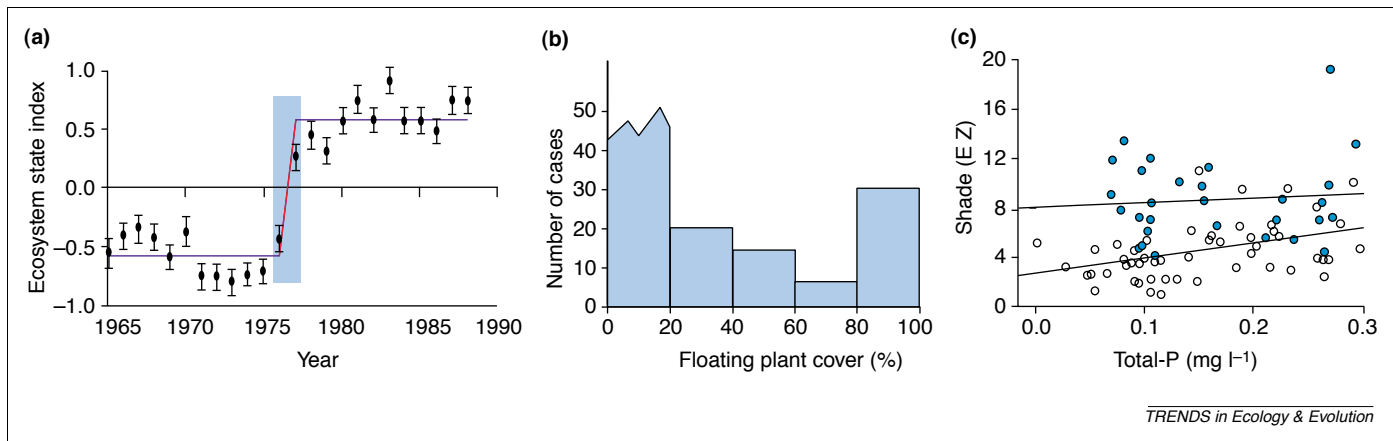 (a)
Ecosystem state index
1.0
0.5
0.0
–0.5
–1.0
1965 1970 1975 1980 1985 1990
Year
(b)
Number of cases
50
40
30
20
10
0
0 20 40 60 80 100
Floating plant cover (%)
(c)
Shade (E Z)
20
16
12
8
4
0
0.0 0.1 0.2 0.3
Total-P (mg l–1)
TRENDS in Ecology & Evolution